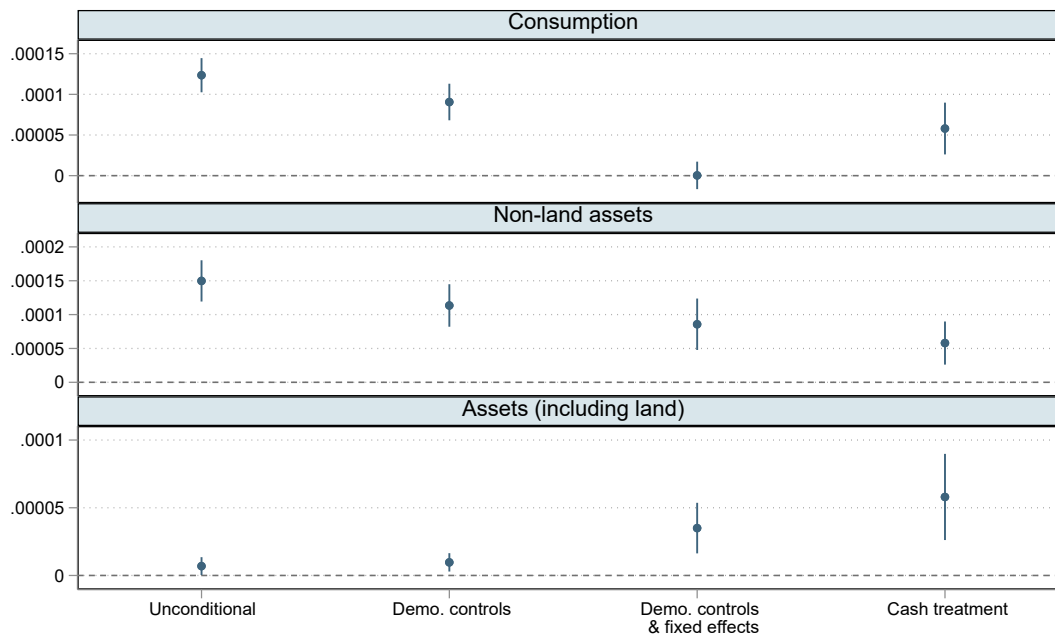 Consumption
.00015
.0001
.00005
0
Non-land assets
.0002
.00015
.0001
.00005
0
Assets (including land)
.0001
.00005
0
Unconditional
Demo. controls
Demo. controls
& fixed effects
Cash treatment